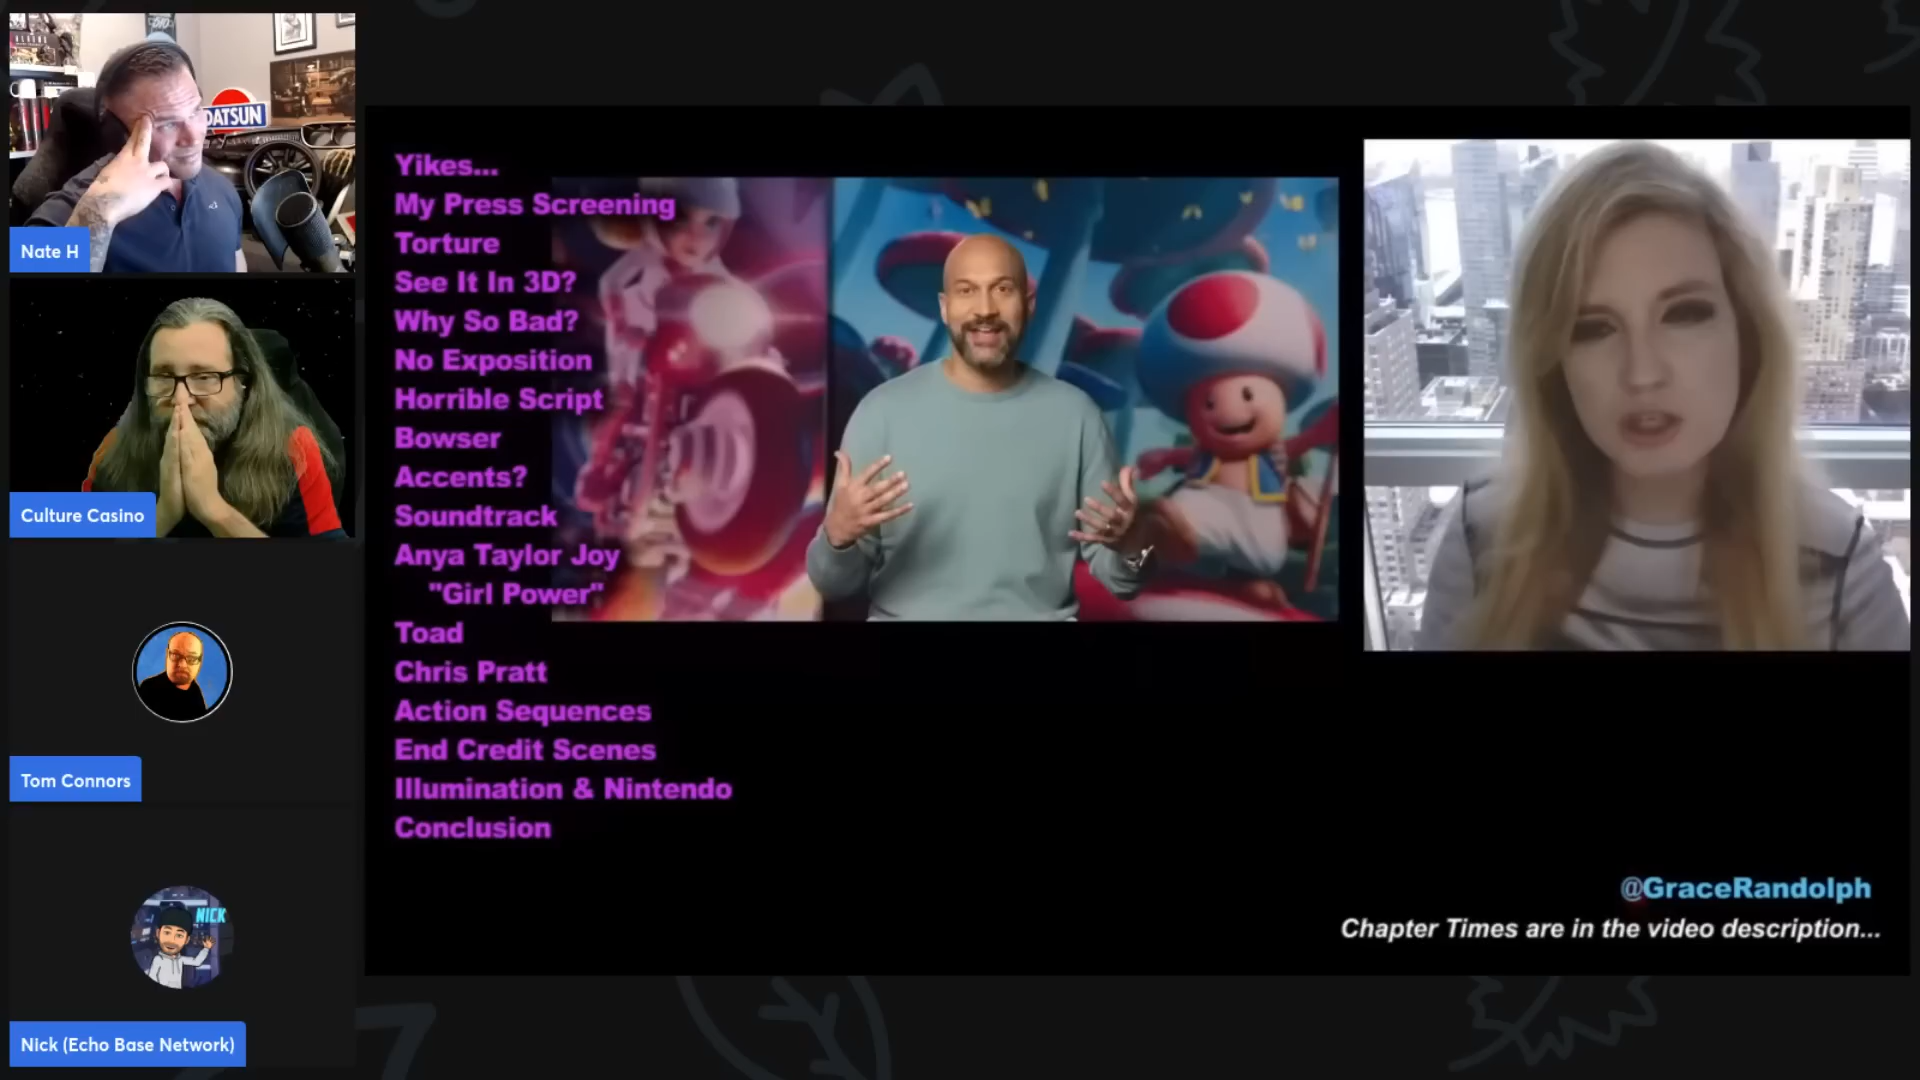 DATSUN
Nate H
Culture Casino
Tom Connors
NICK
Nick (Echo Base Network)
Yikes...
My Press Screening
Torture
See It In 3D?
Why So Bad?
No Exposition
Horrible Script
Bowser
Accents?
Soundtrack
Anya Taylor Joy
"Girl Power"
Toad
Chris Pratt
Action Sequences
End Credit Scenes
Illumination & Nintendo
Conclusion
@GraceRandolph
Chapter Times are in the video description...